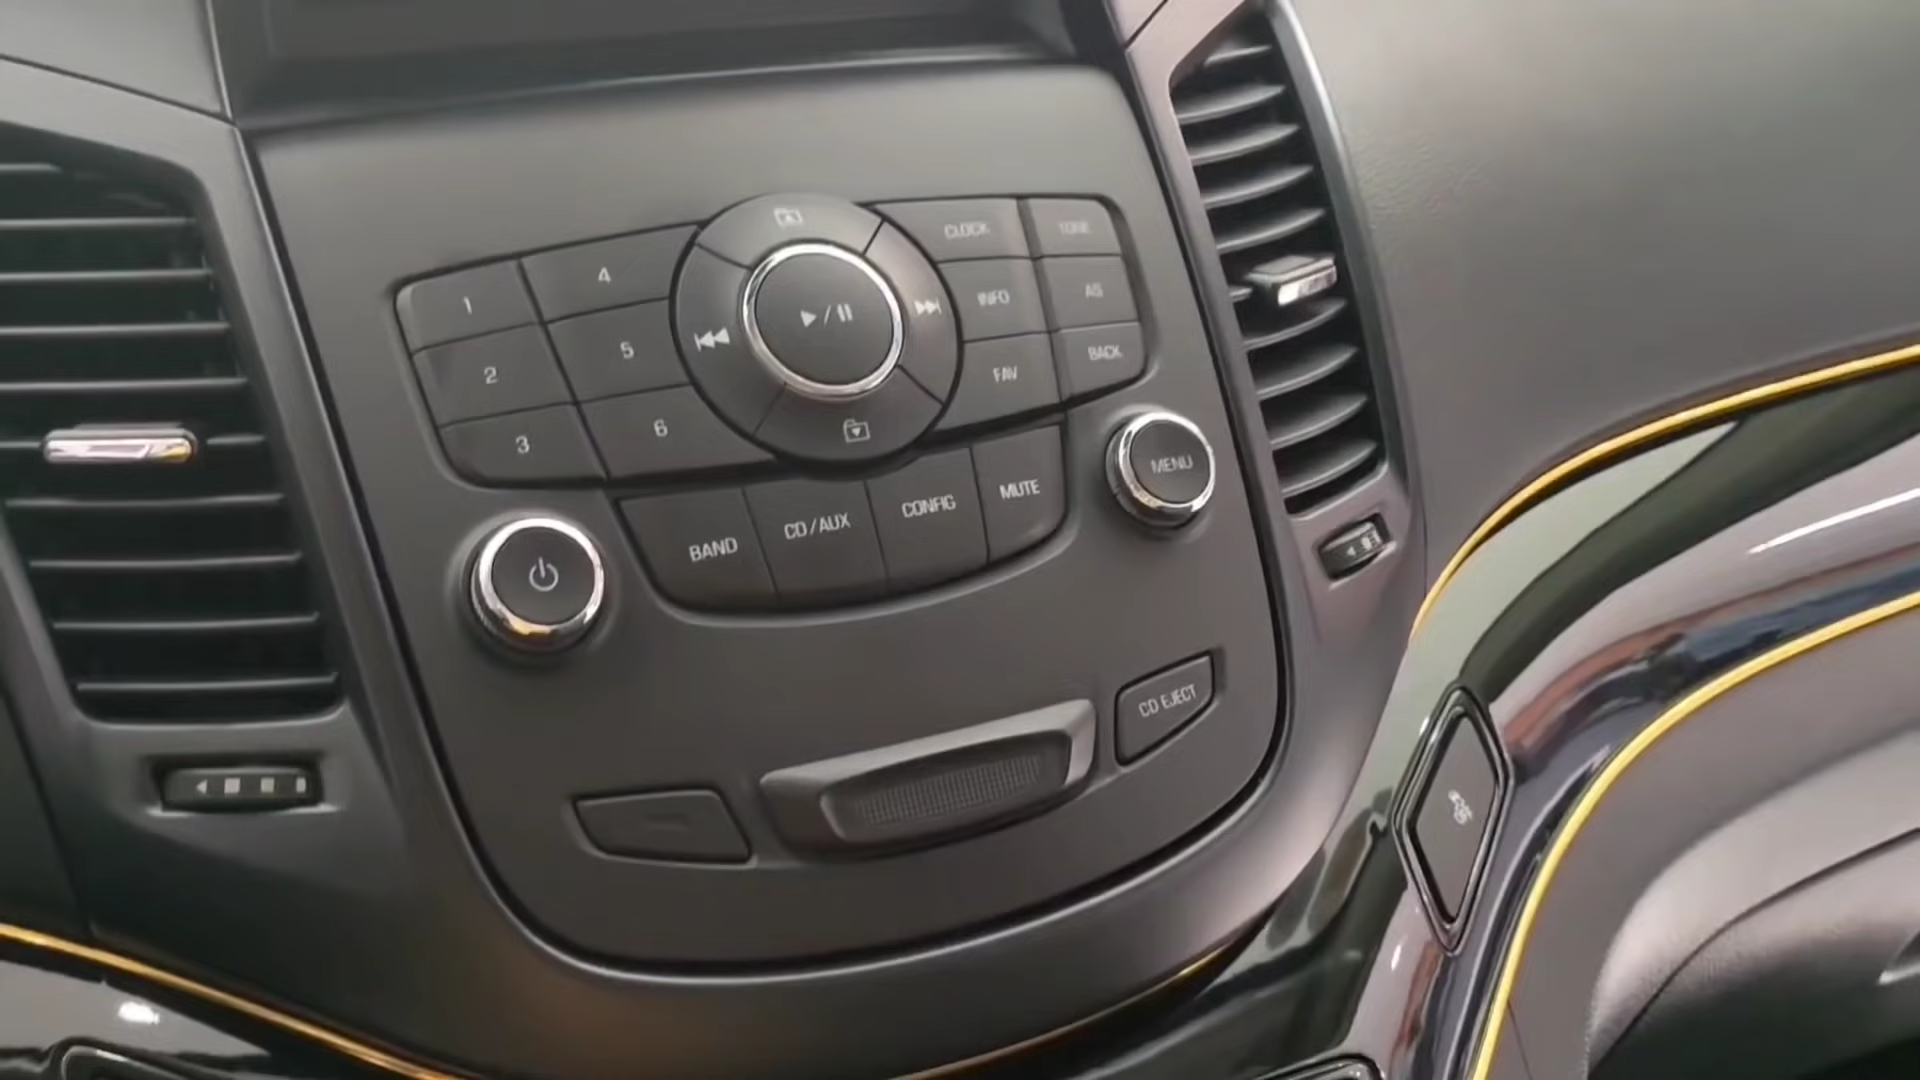 1
4
2
5
3
6
CLOCK
TONE
INFO
AS
FAV
BACK
BAND
CD/AUX
CONFIG
MUTE
MENU
CD EJECT